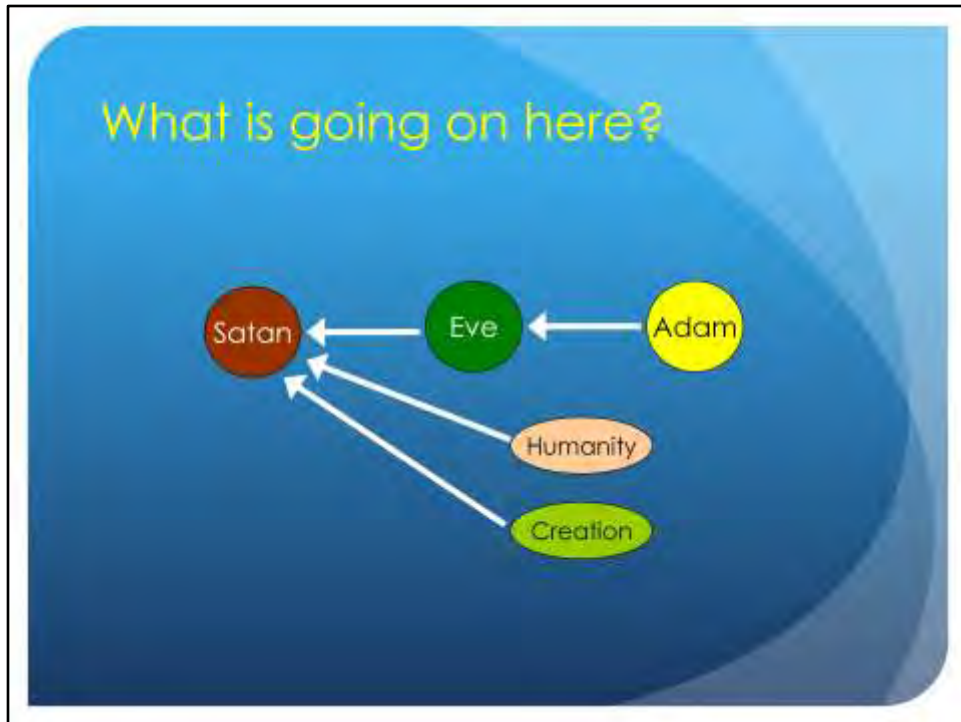 What is going on here?
Satan
Eve
Adam
Humanity
Creation